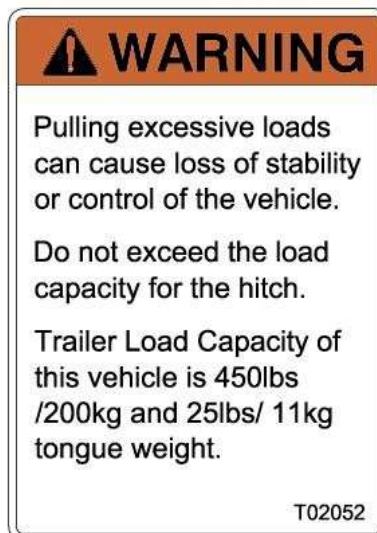 WARNING
Pulling excessive loads
can cause loss of stability
or control of the vehicle.
Do not exceed the load
capacity for the hitch.
Trailer Load Capacity of
this vehicle is 450lbs
/200kg and 25lbs/ 11kg
tongue weight.
T02052